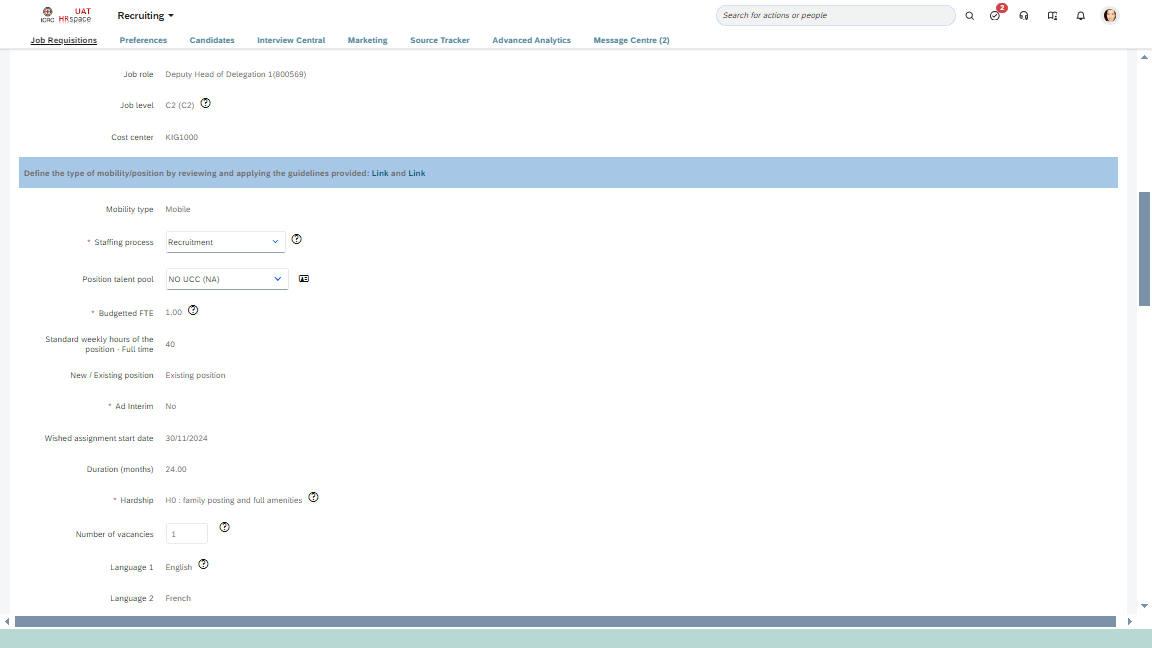 UAT
ICRC HRspace
Recruiting
Search for actions or people
2
Job Requisitions Preferences Candidates Interview Central Marketing Source Tracker Advanced Analytics Message Centre (2)
Job role Deputy Head of Delegation 1(800569)
Job level C2 (C2)
Cost center KIG1000
Define the type of mobility/position by reviewing and applying the guidelines provided: Link and Link
Mobility type Mobile
* Staffing process Recruitment
Position talent pool NO UCC (NA)
* Budgetted FTE 1.00
Standard weekly hours of the
position - Full time 40
New / Existing position Existing position
* Ad Interim No
Wished assignment start date 30/11/2024
Duration (months) 24.00
* Hardship H0 : family posting and full amenities
Number of vacancies 1
Language 1 English
Language 2 French